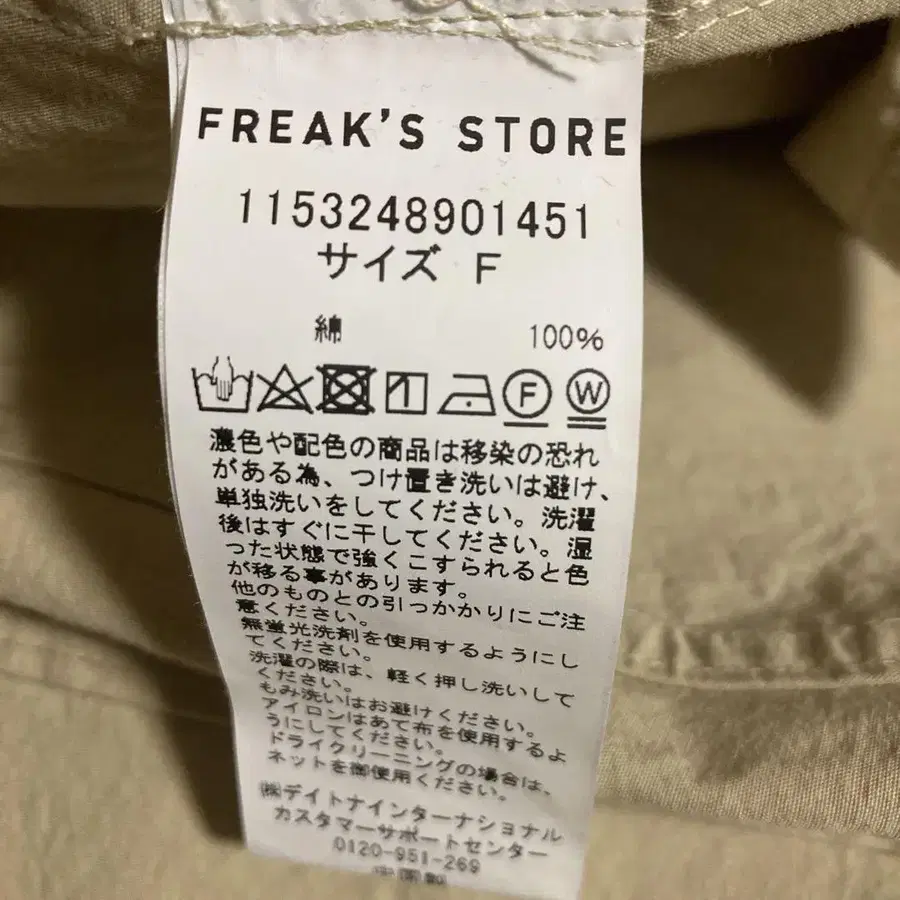 FREAK'S STORE
1153248901451
サイズ F
綿 100%
F W
濃色や配色の商品は移染の恐れ
がある為、つけ置き洗いは避け、
単独洗いをしてください。洗濯
後はすぐに干してください。湿
った状態で強くこすられると色
が移る事があります。
他のものとの引っかかりにご注
意ください。
無蛍光洗剤を使用するようにし
てください。
洗濯の際は、軽く押し洗いして
ください。
もみ洗いはお避けください。
アイロンはあて布を使用するよ
うにしてください。
ドライクリーニングの場合は、
ネットを御使用ください。
㈱デイトナインターナショナル
カスタマーサポートセンター
0120-951-269
中国製